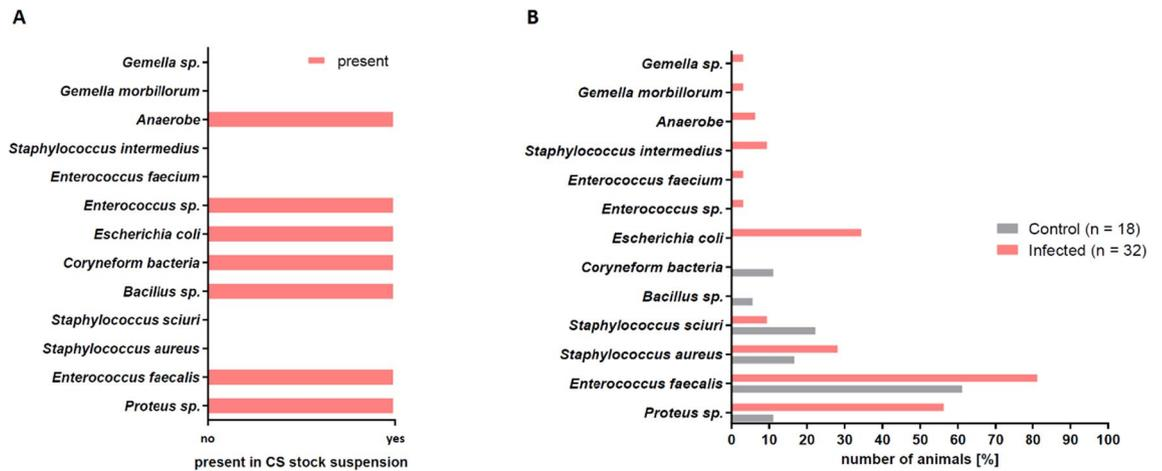 A
Gemella sp.
Gemella morbillorum
Anaerobe
Staphylococcus intermedius
Enterococcus faecium
Enterococcus sp.
Escherichia coli
Coryneform bacteria
Bacillus sp.
Staphylococcus sciuri
Staphylococcus aureus
Enterococcus faecalis
Proteus sp.
present
no yes
present in CS stock suspension
B
Gemella sp.
Gemella morbillorum
Anaerobe
Staphylococcus intermedius
Enterococcus faecium
Enterococcus sp.
Escherichia coli
Coryneform bacteria
Bacillus sp.
Staphylococcus sciuri
Staphylococcus aureus
Enterococcus faecalis
Proteus sp.
Control (n = 18)
Infected (n = 32)
0 10 20 30 40 50 60 70 80 90 100
number of animals [%]